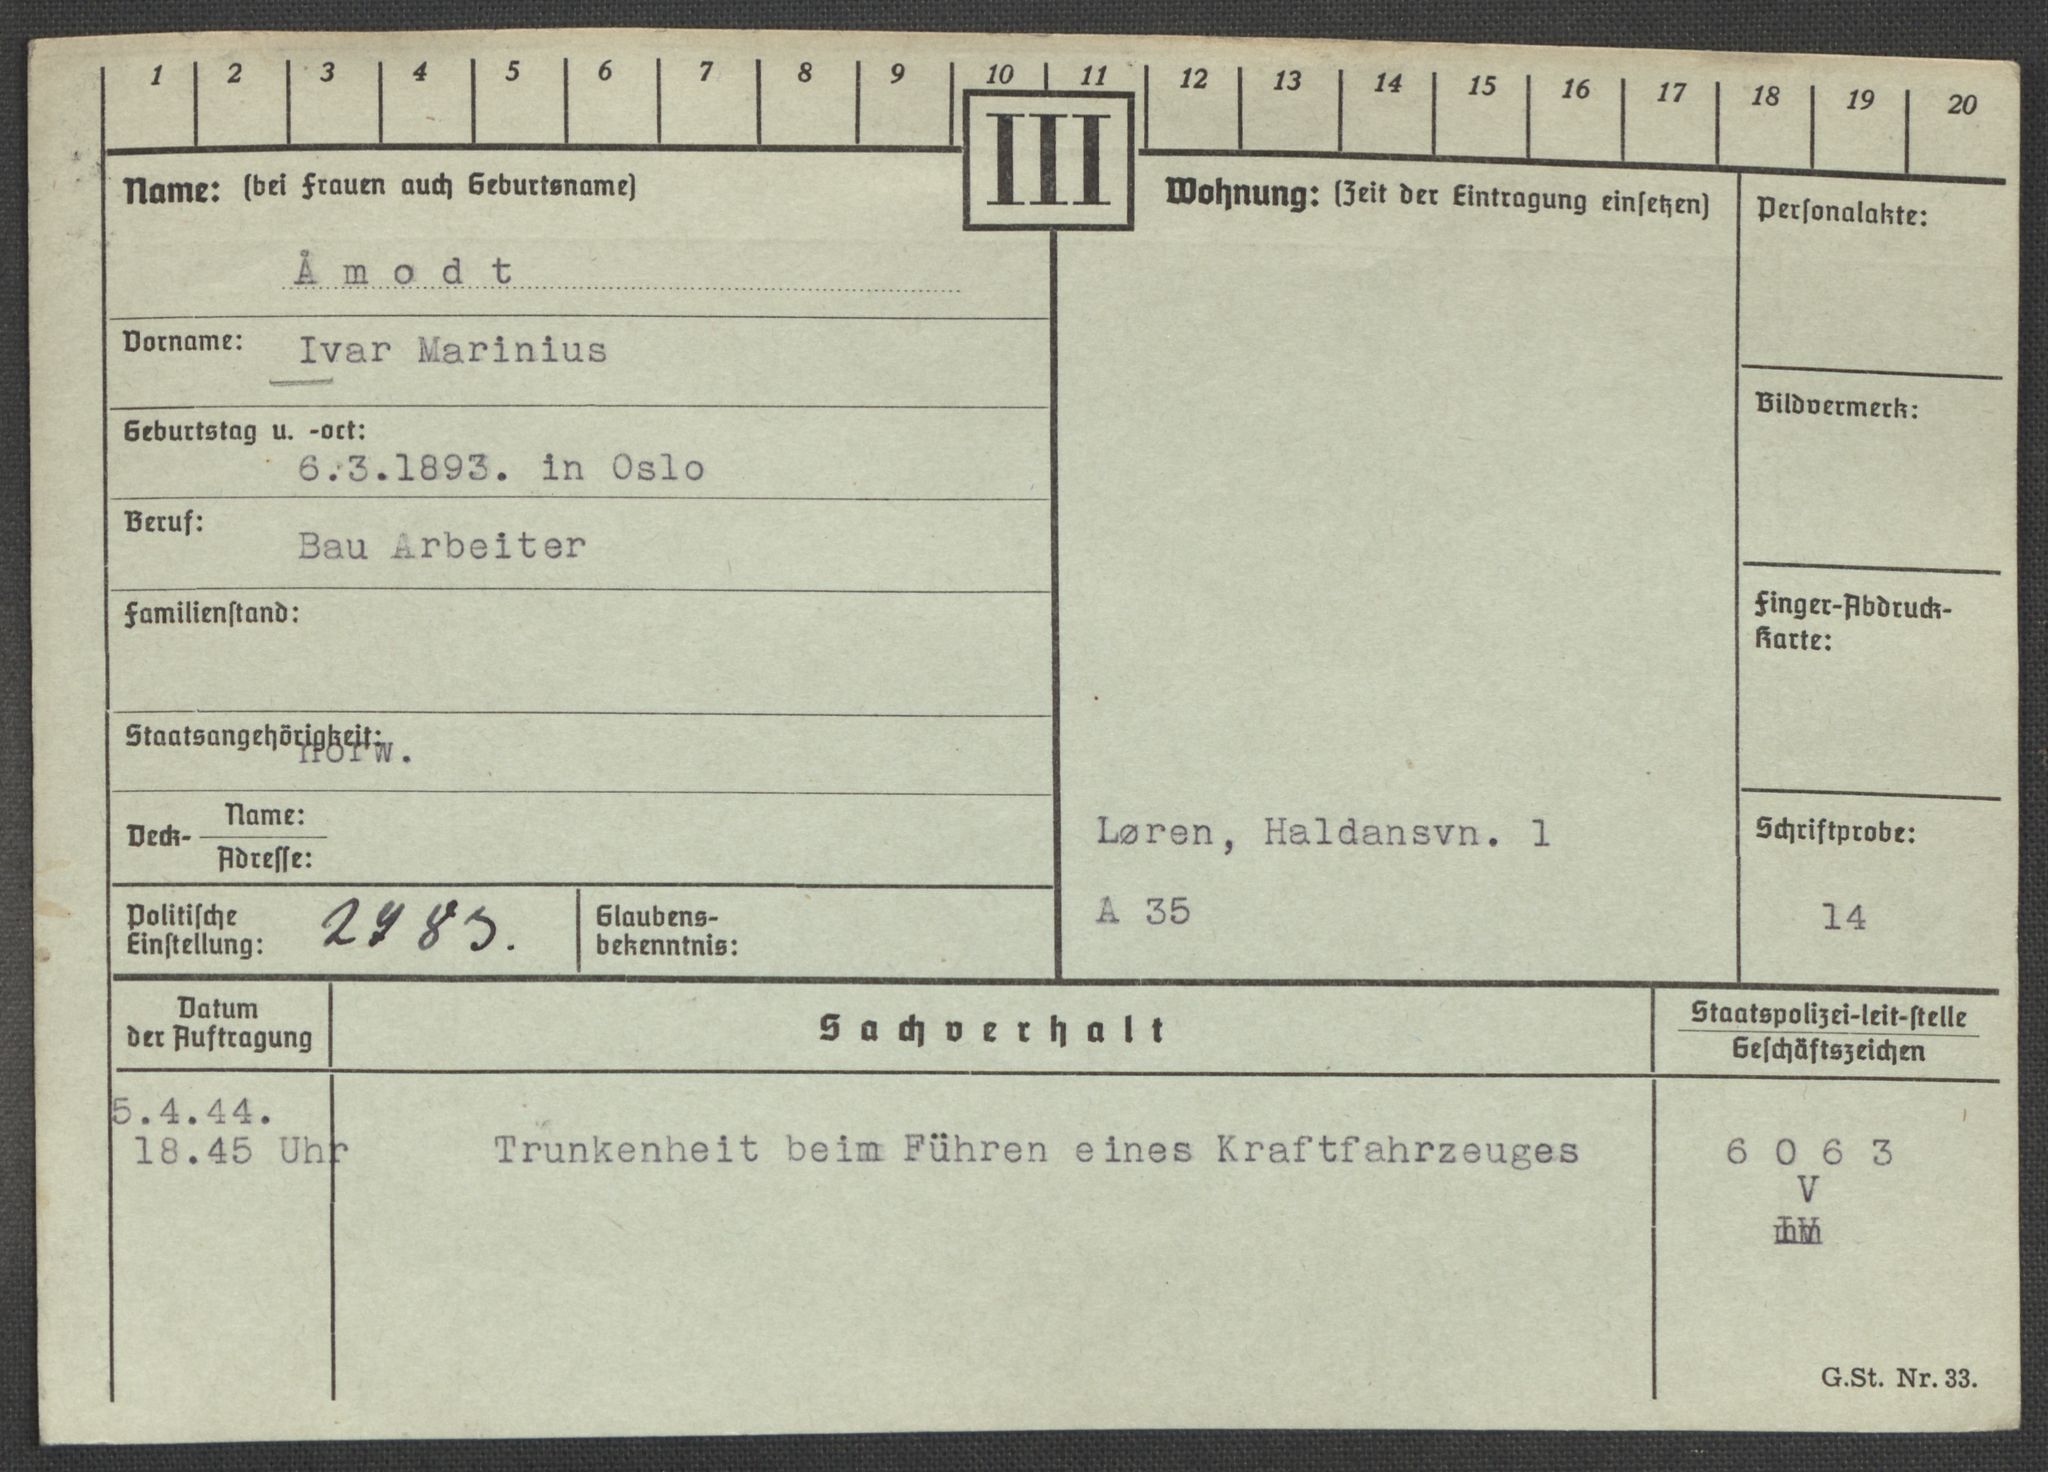 1 2 3 4 5 6 7 8 9 10 11 12 13 14 15 16 17 18 19 20
III
Name: (bei Frauen auch Geburtsname)
Åmodt
Vorname: Ivar Marinius
Geburtstag u. -ort:
6.3.1893. in Oslo
Beruf:
Bau Arbeiter
Familienstand:
Staatsangehörigkeit:
norw.
Deck-
Name:
Adresse:
Politische
Einstellung:
2983.
Glaubens-
bekenntnis:
Wohnung: (Zeit der Eintragung einsetzen)
Løren, Haldansvn. 1
A 35
Personalakte:
Bildvermerk:
Finger-Abdruck-
Karte:
Schriftprobe:
14
Datum
der Auftragung
Sachverhalt
Staatspolizei-leit-stelle
Geschäftszeichen
5.4.44.
18.45 Uhr Trunkenheit beim Führen eines Kraftfahrzeuges 6063
V
G.St. Nr. 33.